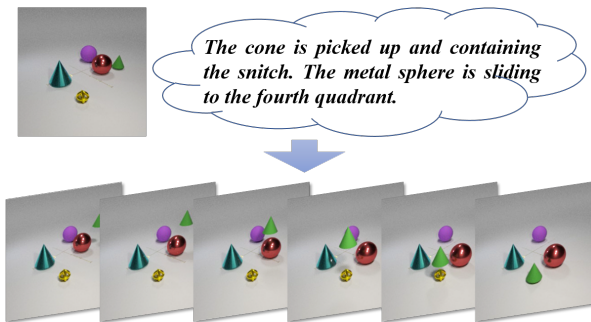 The cone is picked up and containing
the snitch. The metal sphere is sliding
to the fourth quadrant.